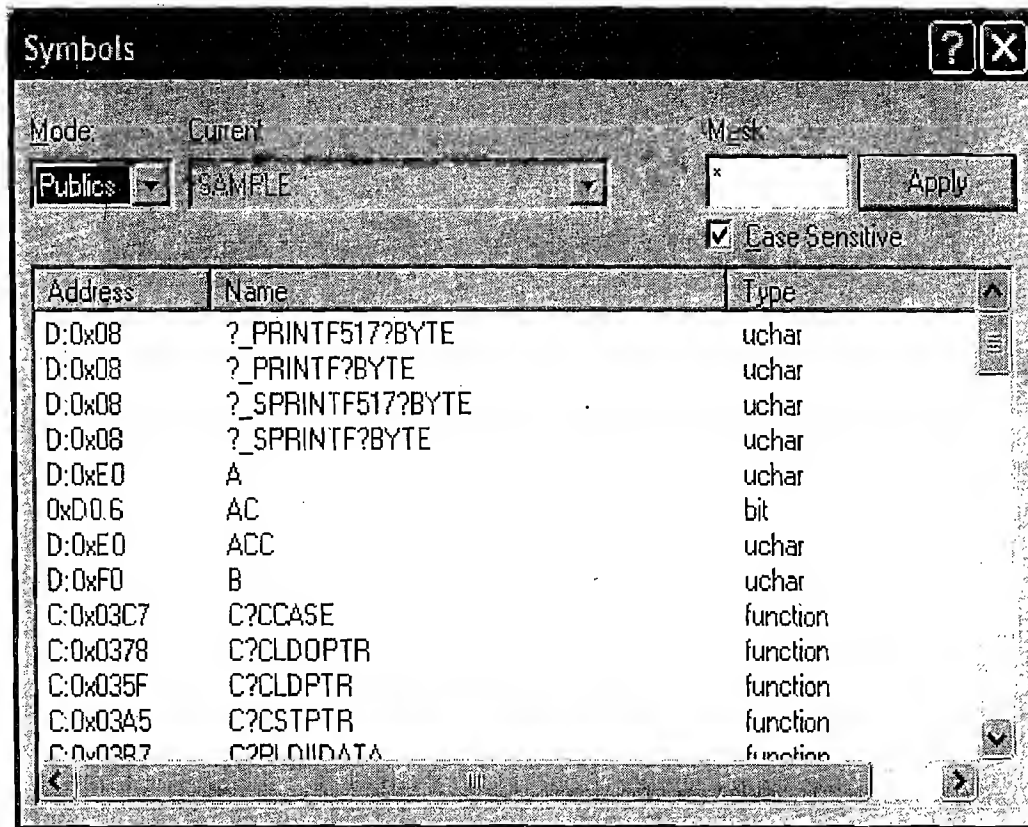 Symbols ? X
Mode: Current Mask:
Publics SAMPLE * Apply
Case Sensitive
Address Name Type
D:0x08 ?_PRINTF517?BYTE uchar
D:0x08 ?_PRINTF?BYTE uchar
D:0x08 ?_SPRINTF517?BYTE uchar
D:0x08 ?_SPRINTF?BYTE uchar
D:0xE0 A uchar
0xD0.6 AC bit
D:0xE0 ACC uchar
D:0xF0 B uchar
C:0x03C7 C?CCASE function
C:0x0378 C?CLDOPTR function
C:0x035F C?CLDPTR function
C:0x03A5 C?CSTPTR function
function